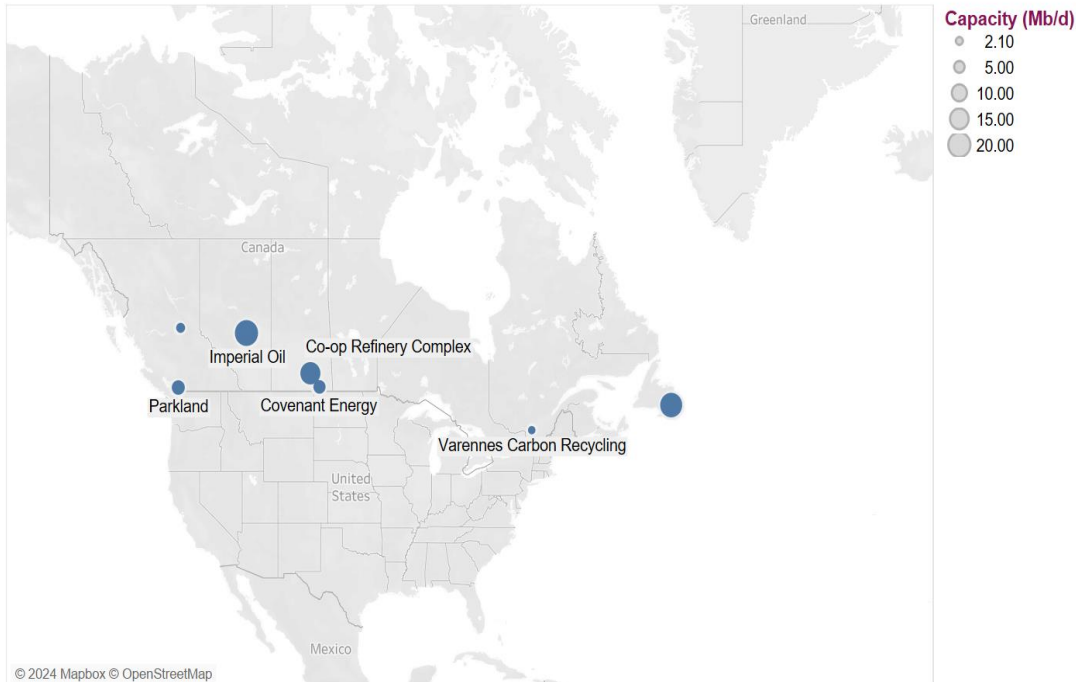 Greenland
Canada
Imperial Oil
Co-op Refinery Complex
Parkland
Covenant Energy
Varennes Carbon Recycling
United
States
Mexico
© 2024 Mapbox © OpenStreetMap
Capacity (Mb/d)
2.10
5.00
10.00
15.00
20.00